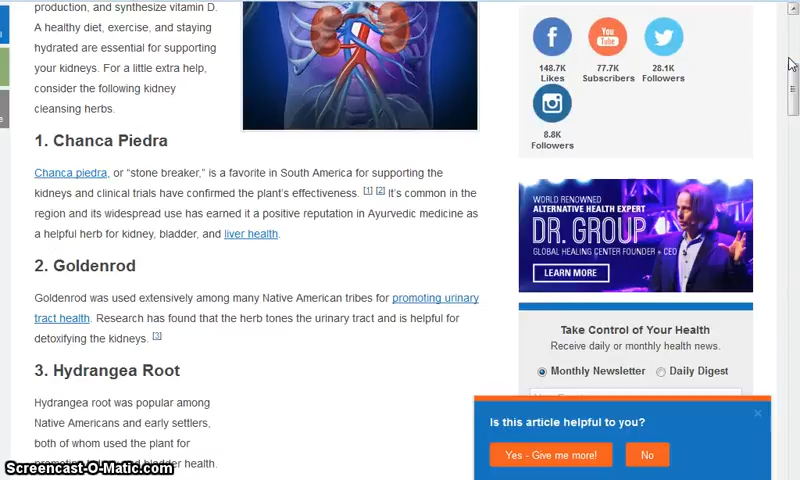 production, and synthesize vitamin D.
A healthy diet, exercise, and staying
hydrated are essential for supporting
your kidneys. For a little extra help,
consider the following kidney
cleansing herbs.
1. Chanca Piedra
Chanca piedra, or “stone breaker,” is a favorite in South America for supporting the
kidneys and clinical trials have confirmed the plant’s effectiveness. [1] [2] It’s common in the
region and its widespread use has earned it a positive reputation in Ayurvedic medicine as
a helpful herb for kidney, bladder, and liver health.
2. Goldenrod
Goldenrod was used extensively among many Native American tribes for promoting urinary
tract health. Research has found that the herb tones the urinary tract and is helpful for
detoxifying the kidneys. [3]
3. Hydrangea Root
Hydrangea root was popular among
Native Americans and early settlers,
both of whom used the plant for
bladder health.
Screencast-O-Matic.com
You
Tube
148.7K
Likes
77.7K
Subscribers
28.1K
Followers
8.8K
Followers
WORLD RENOWNED
ALTERNATIVE HEALTH EXPERT
DR. GROUP
GLOBAL HEALING CENTER FOUNDER + CEO
LEARN MORE
Take Control of Your Health
Receive daily or monthly health news.
Monthly Newsletter Daily Digest
Is this article helpful to you?
Yes - Give me more! No